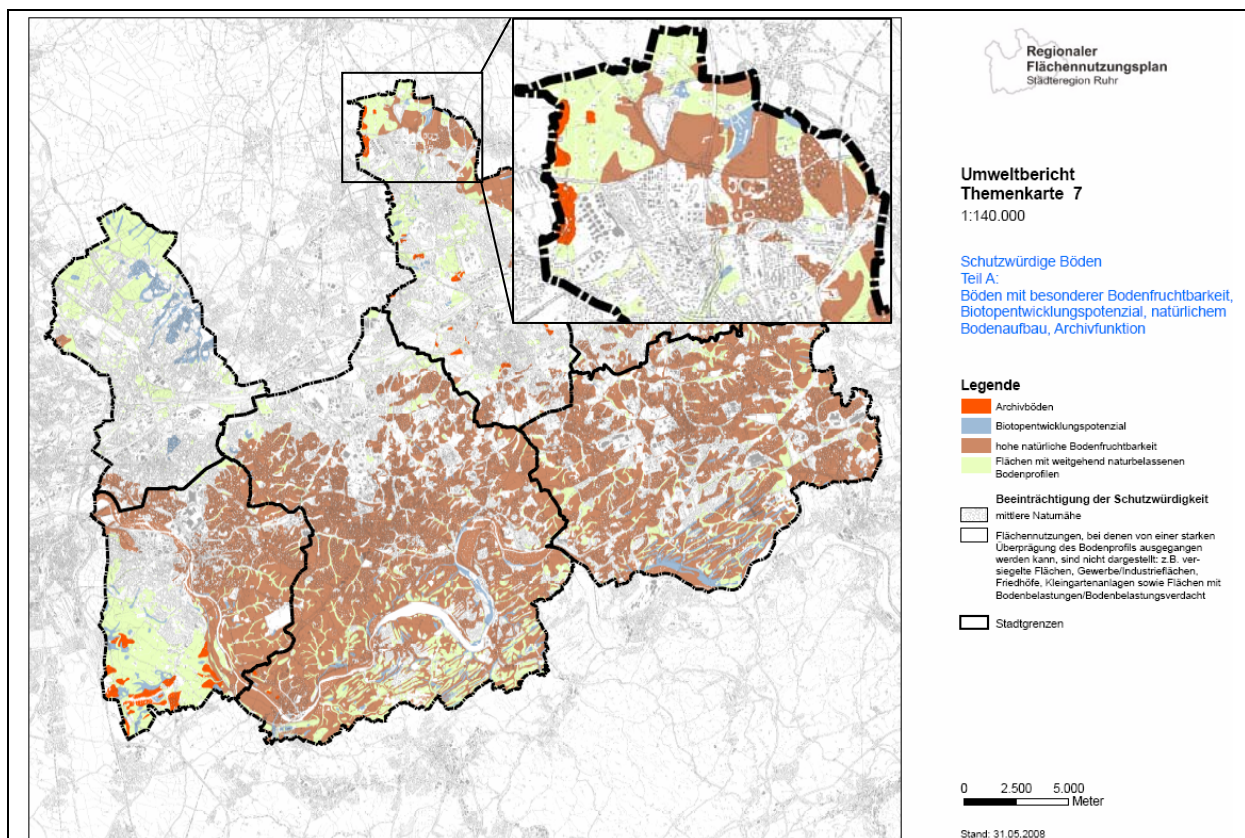 Regionaler
Flächennutzungsplan
Städteregion Ruhr
Umweltbericht
Themenkarte 7
1:140.000
Schutzwürdige Böden
Teil A:
Böden mit besonderer Bodenfruchtbarkeit,
Biotopentwicklungspotenzial, natürlichem
Bodenaufbau, Archivfunktion
Legende
Archivböden
Biotopentwicklungspotenzial
hohe natürliche Bodenfruchtbarkeit
Flächen mit weitgehend naturbelassenen
Bodenprofilen
Beeinträchtigung der Schutzwürdigkeit
mittlere Naturnähe
Flächennutzungen, bei denen von einer starken
Überprägung des Bodenprofils ausgegangen
werden kann, sind nicht dargestellt: z.B. ver-
siegelte Flächen, Gewerbe/Industrieflächen,
Friedhöfe, Kleingartenanlagen sowie Flächen mit
Bodenbelastungen/Bodenbelastungsverdacht
Stadtgrenzen
0 2.500 5.000
Meter
Stand: 31.05.2008